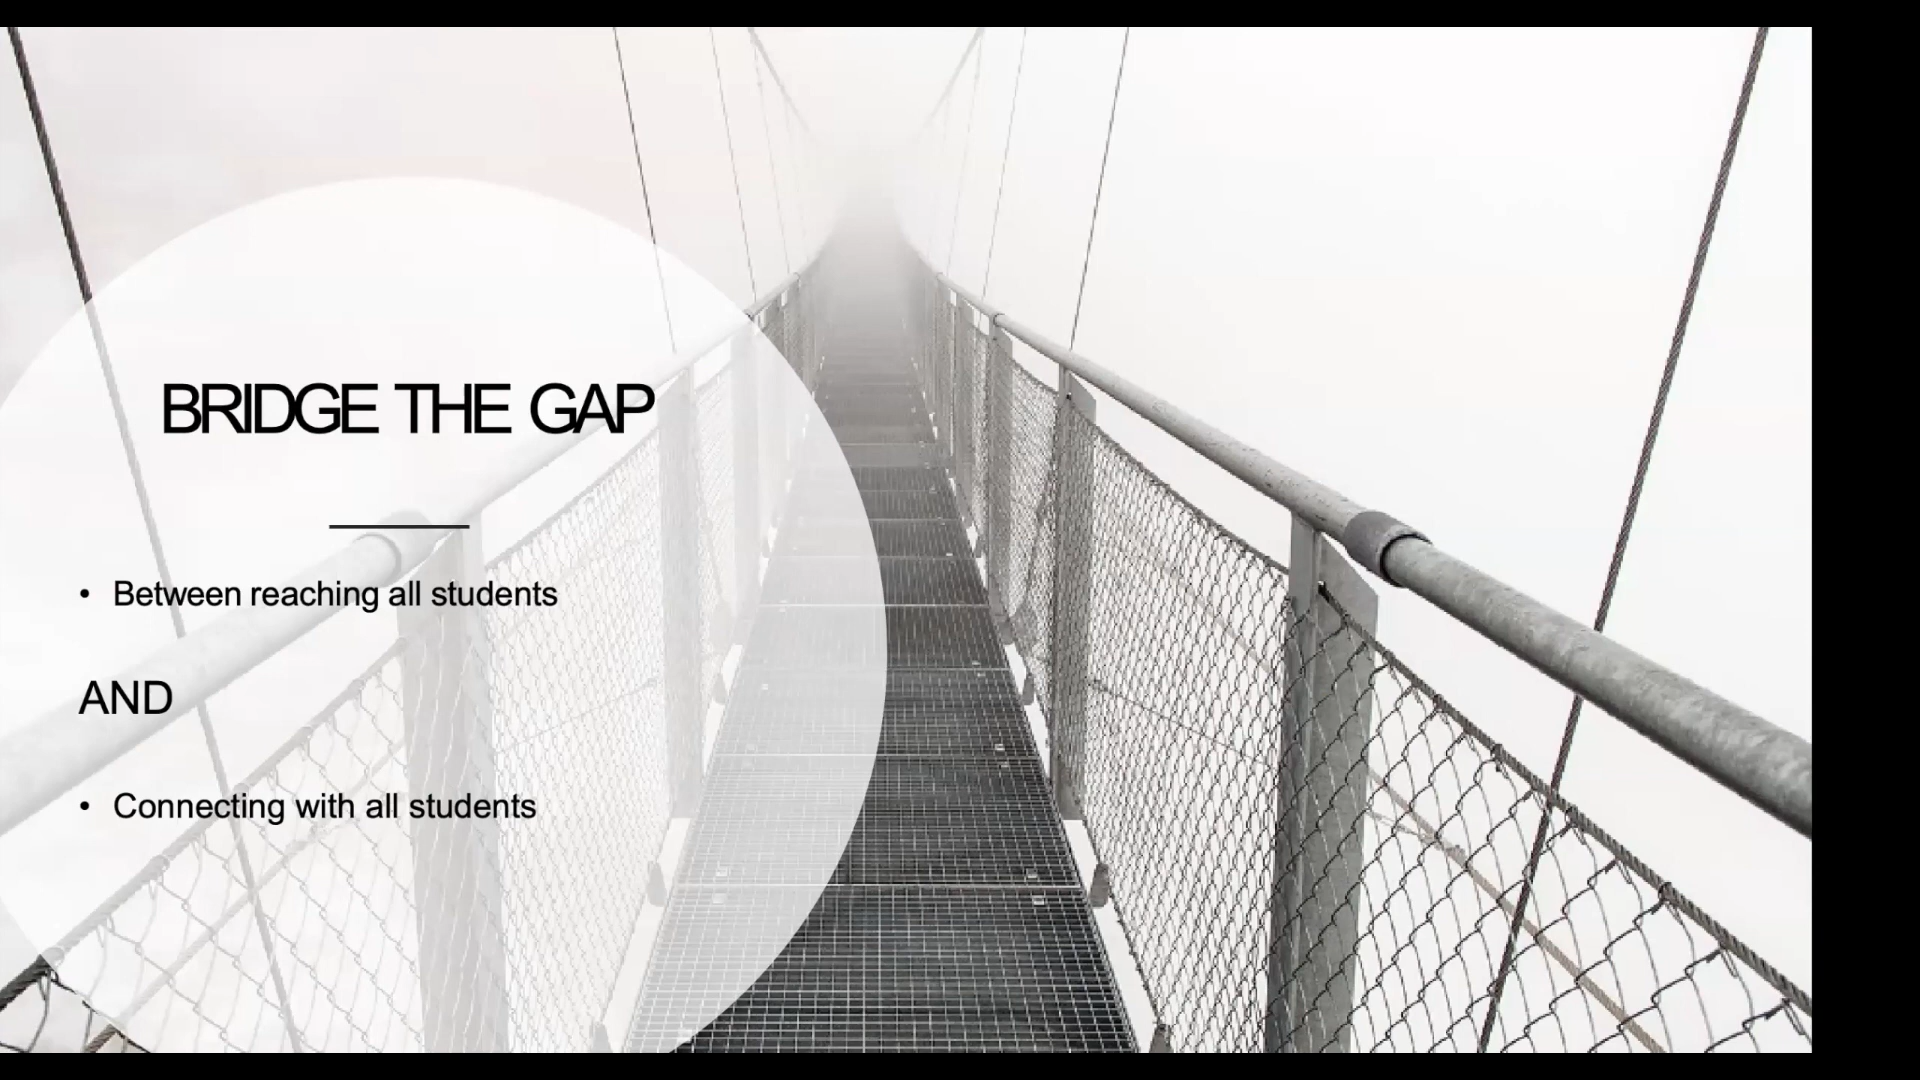 BRIDGE THE GAP
• Between reaching all students
AND
• Connecting with all students